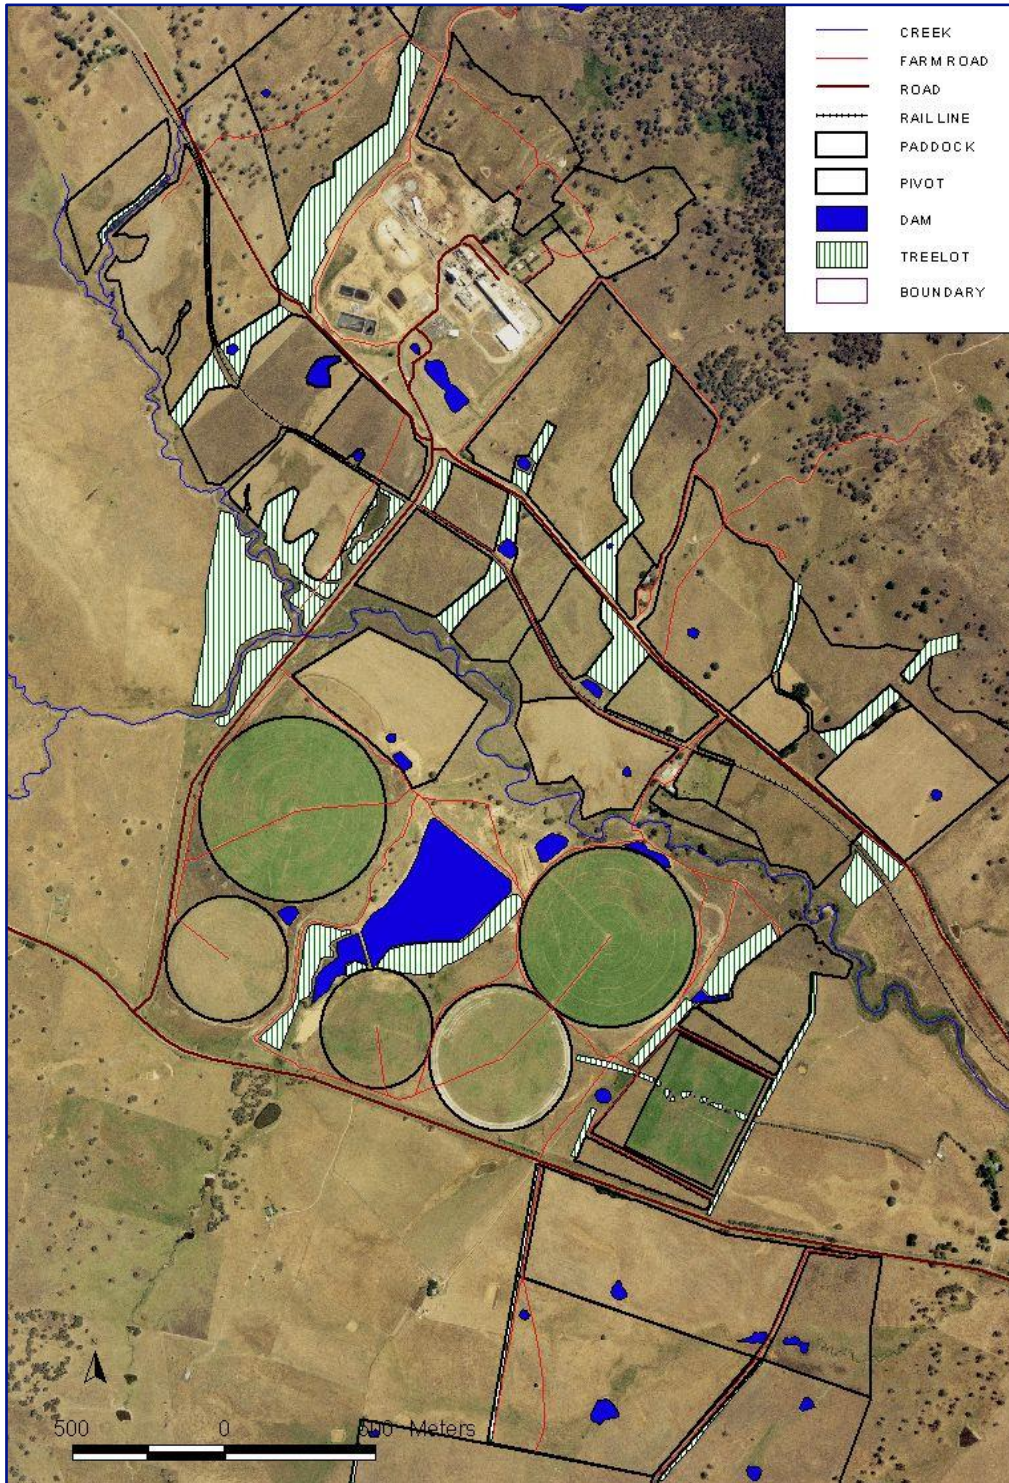 CREEK
FARM ROAD
ROAD
RAIL LINE
PADDOCK
PIVOT
DAM
TREELOT
BOUNDARY
N
500 0 500 Meters